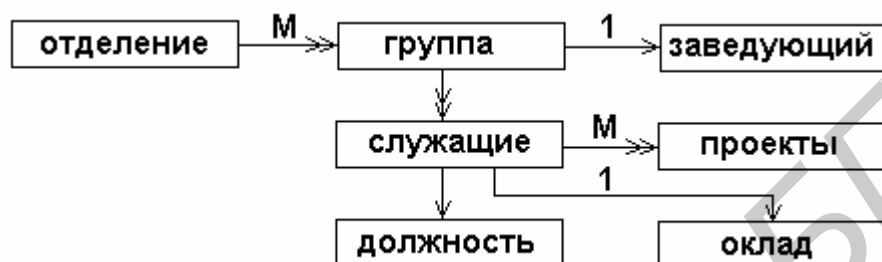 отделение M группа 1 заведующий
служащие M проекты
1
должность оклад